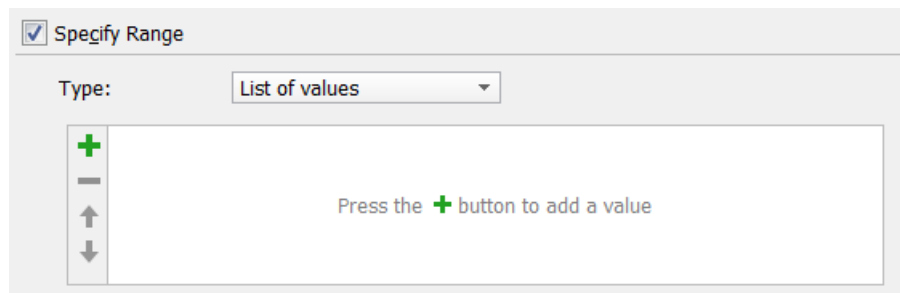 Specify Range
Type: List of values
Press the + button to add a value